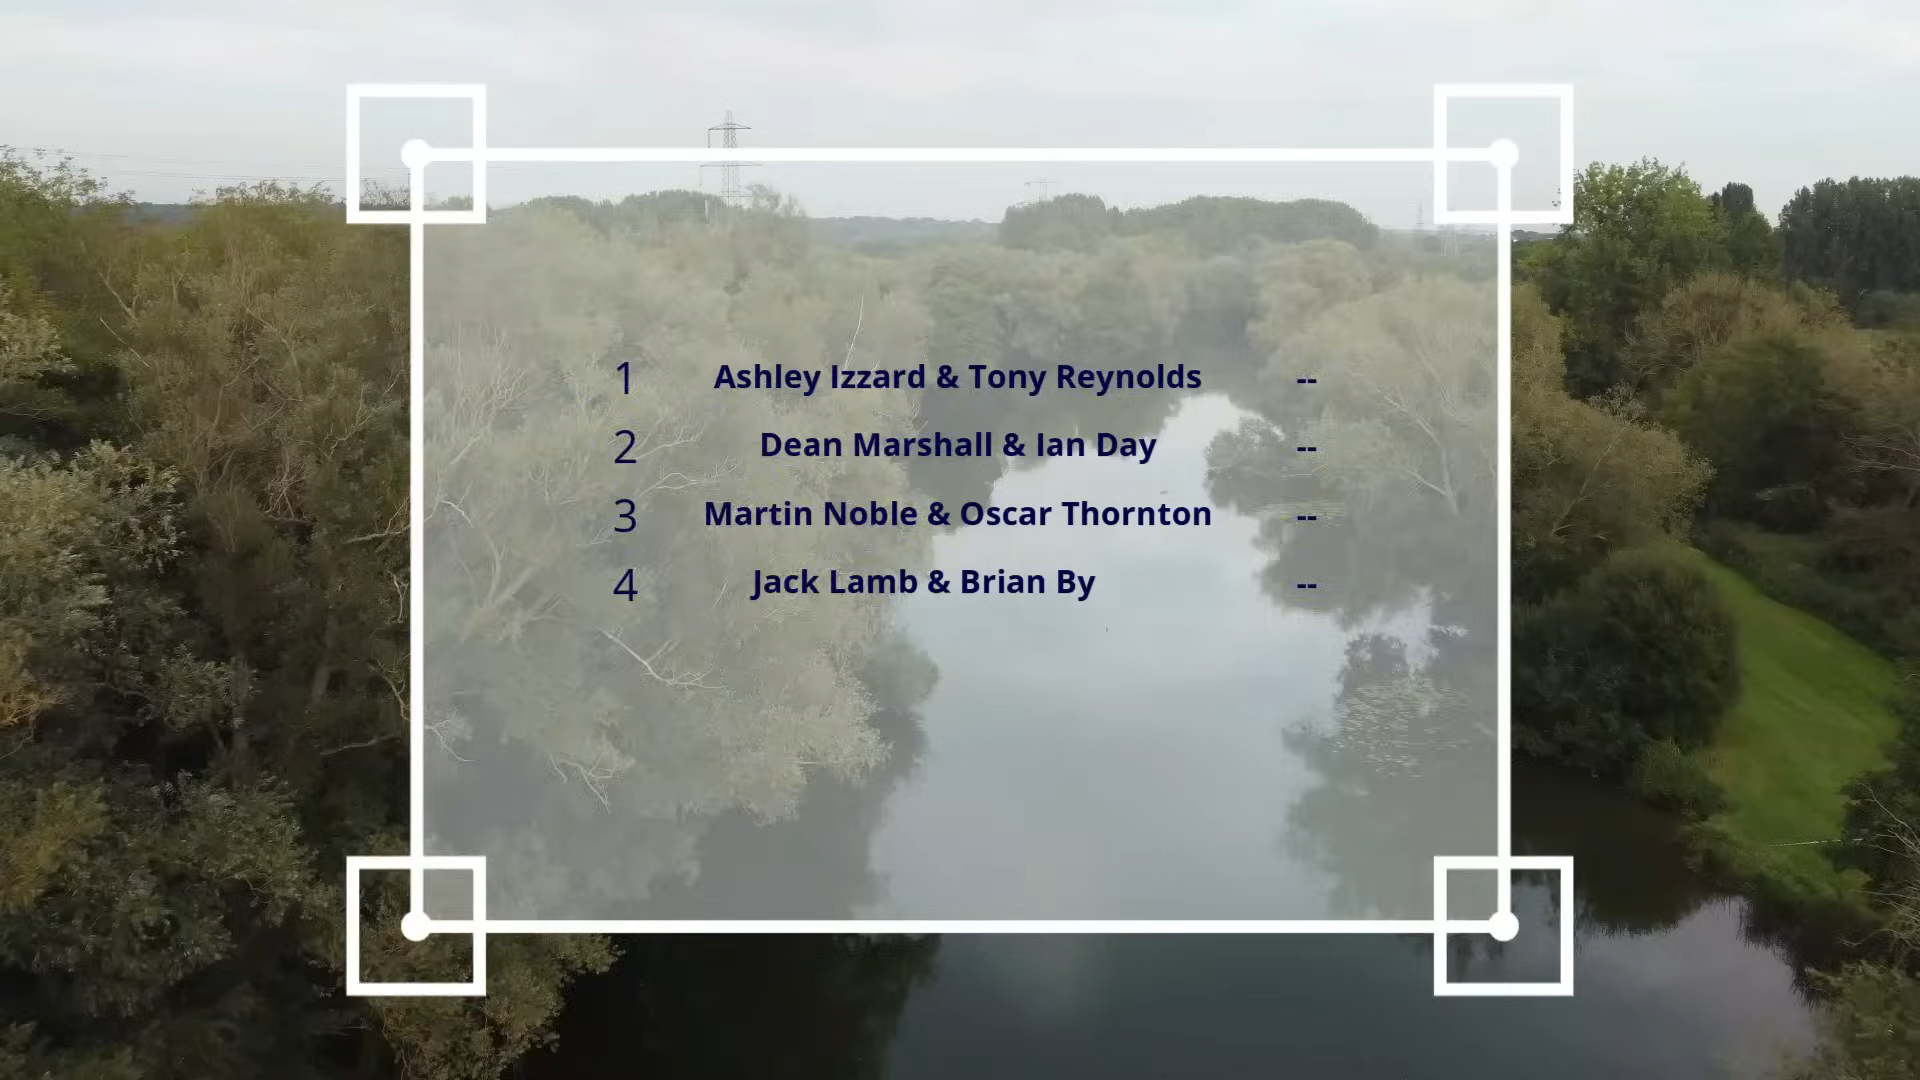 1 Ashley Izzard & Tony Reynolds --
2 Dean Marshall & Ian Day --
3 Martin Noble & Oscar Thornton --
4 Jack Lamb & Brian By --